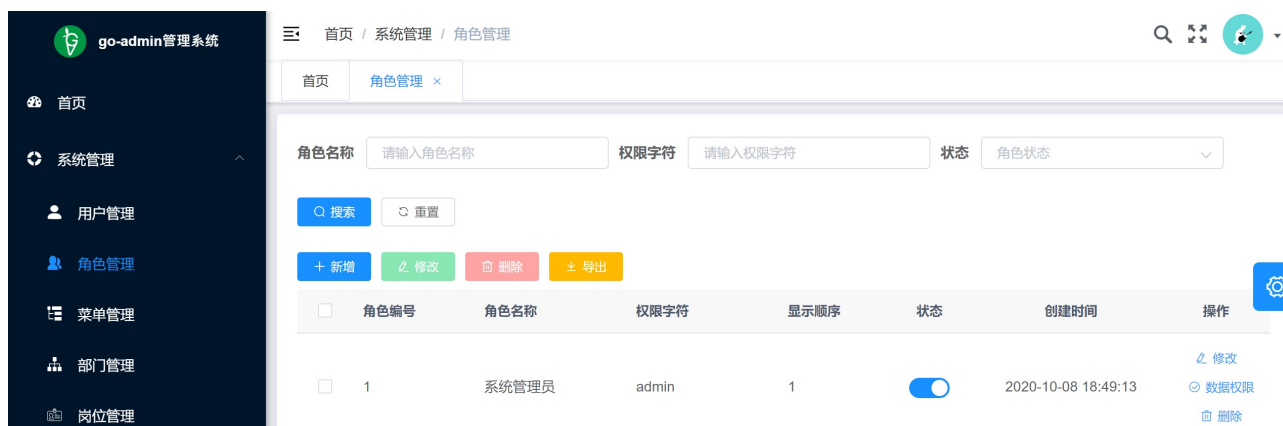 go-admin管理系统
首页 / 系统管理 / 角色管理
首页 角色管理 ×
首页
系统管理
用户管理
角色管理
菜单管理
部门管理
岗位管理
角色名称 请输入角色名称 权限字符 请输入权限字符 状态 角色状态
搜索 重置
+ 新增 修改 删除 导出
角色编号 角色名称 权限字符 显示顺序 状态 创建时间 操作
1 系统管理员 admin 1 2020-10-08 18:49:13
修改
数据权限
删除